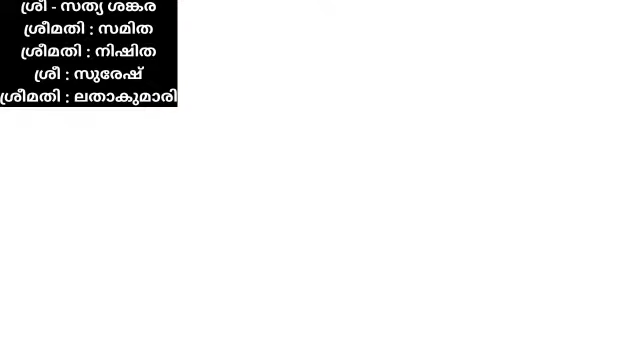 ശ്രീ - സത്യ ശങ്കര
ശ്രീമതി : സമിത
ശ്രീമതി : നിഷിത
ശ്രീ : സുരേഷ്
ശ്രീമതി : ലതാകുമാരി